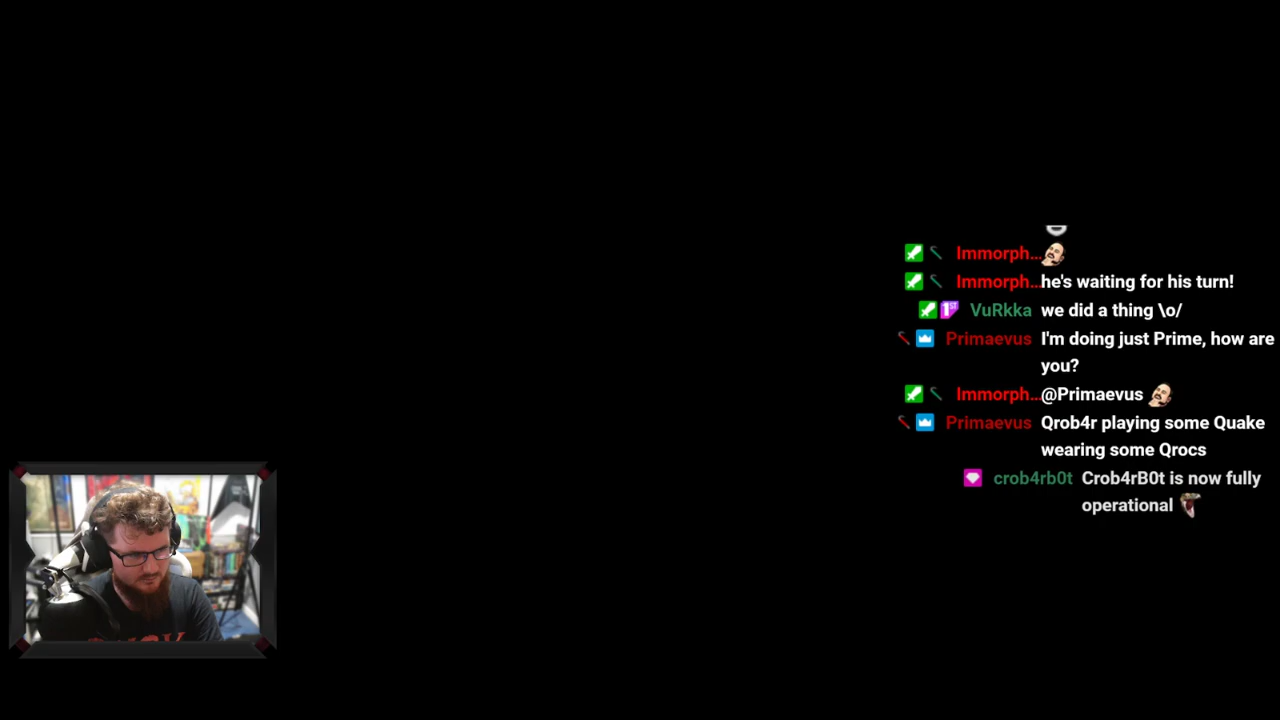 Immorph...
Immorph... he's waiting for his turn!
1ST VuRkka we did a thing \o/
Primaevus I'm doing just Prime, how are
you?
Immorph... @Primaevus
Primaevus Qrob4r playing some Quake
wearing some Qrocs
crob4rb0t Crob4rB0t is now fully
operational